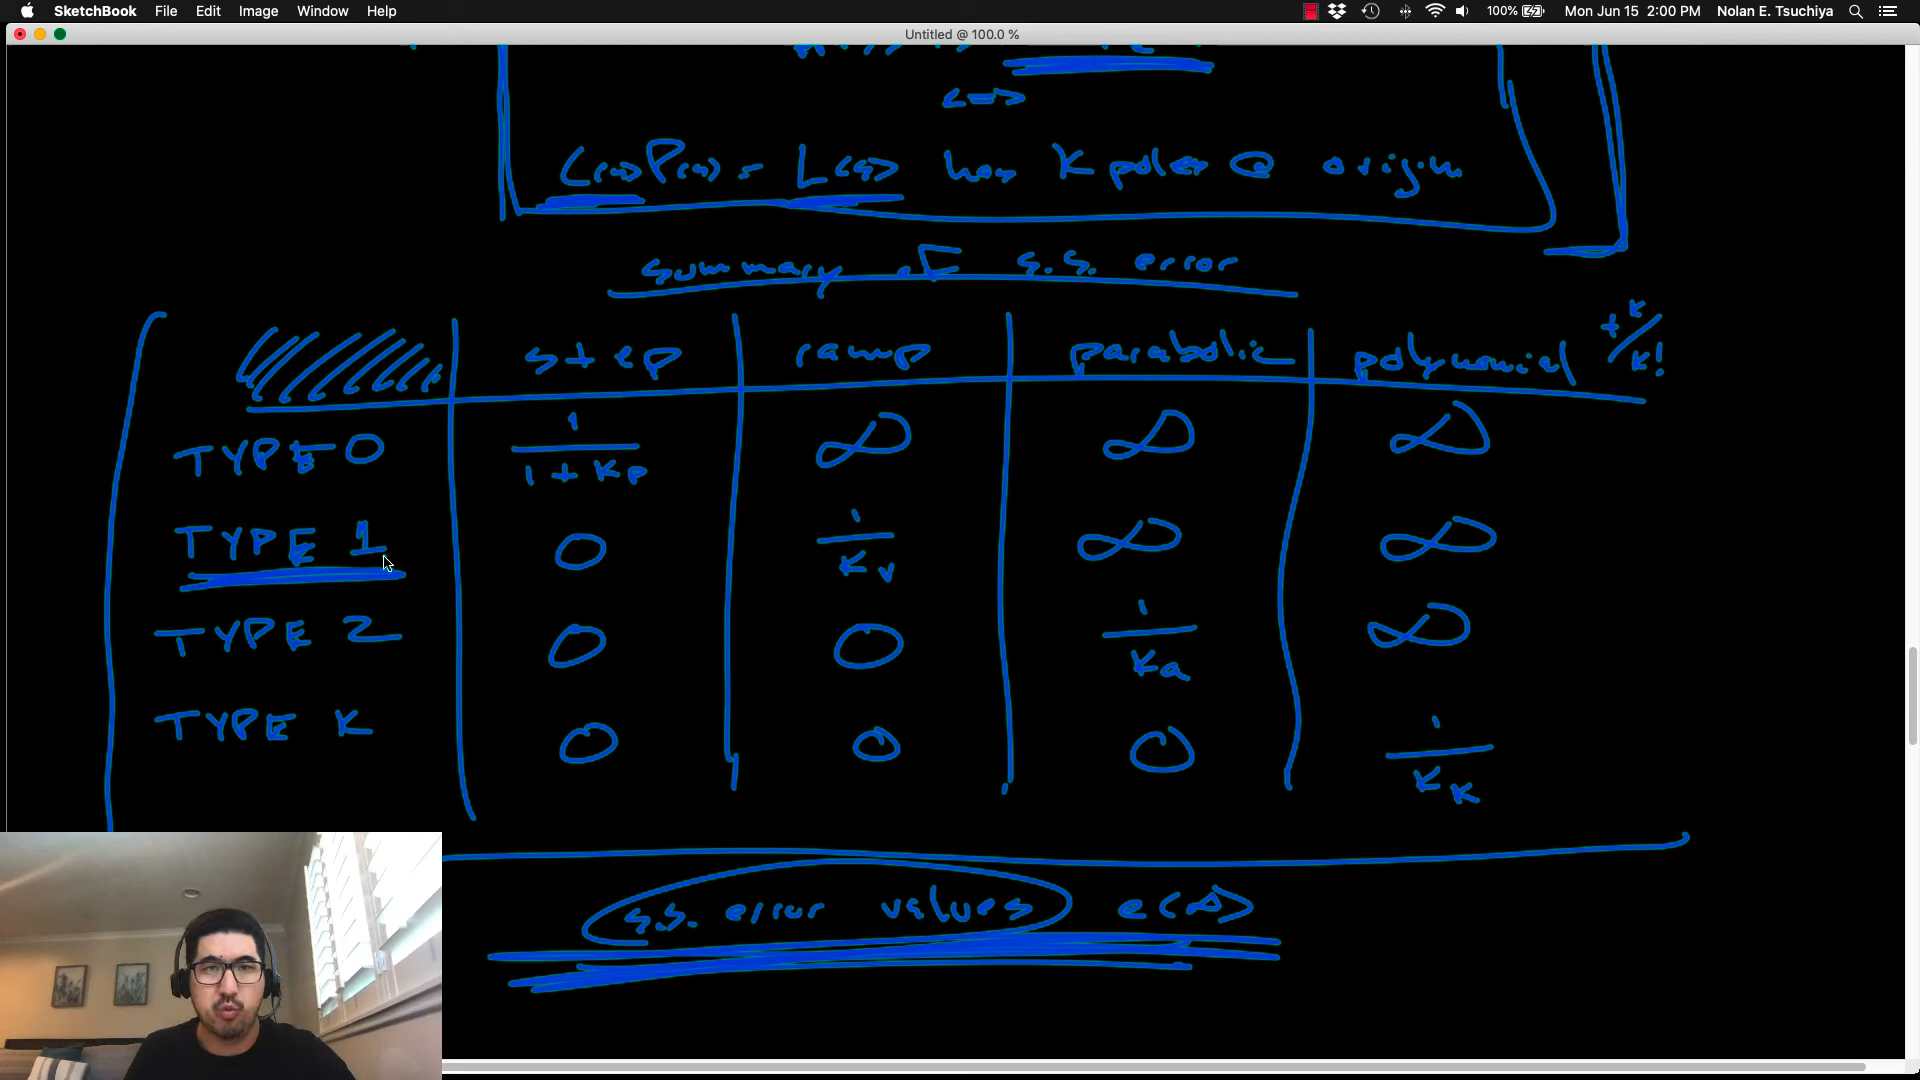 SketchBook File Edit Image Window Help 100% Mon Jun 15 2:00 PM Nolan E. Tsuchiya
Untitled @ 100.0 %
<=>
C(s)P(s) = L(s) has K poles @ origin
summary of s.s. error
step ramp parabolic polynomial t^k/k!
TYPE 0 1/(1+Kp) ∞ ∞ ∞
TYPE 1 0 1/Kv ∞ ∞
TYPE 2 0 0 1/Ka ∞
TYPE K 0 0 0 1/Kk
s.s. error values e(∞)